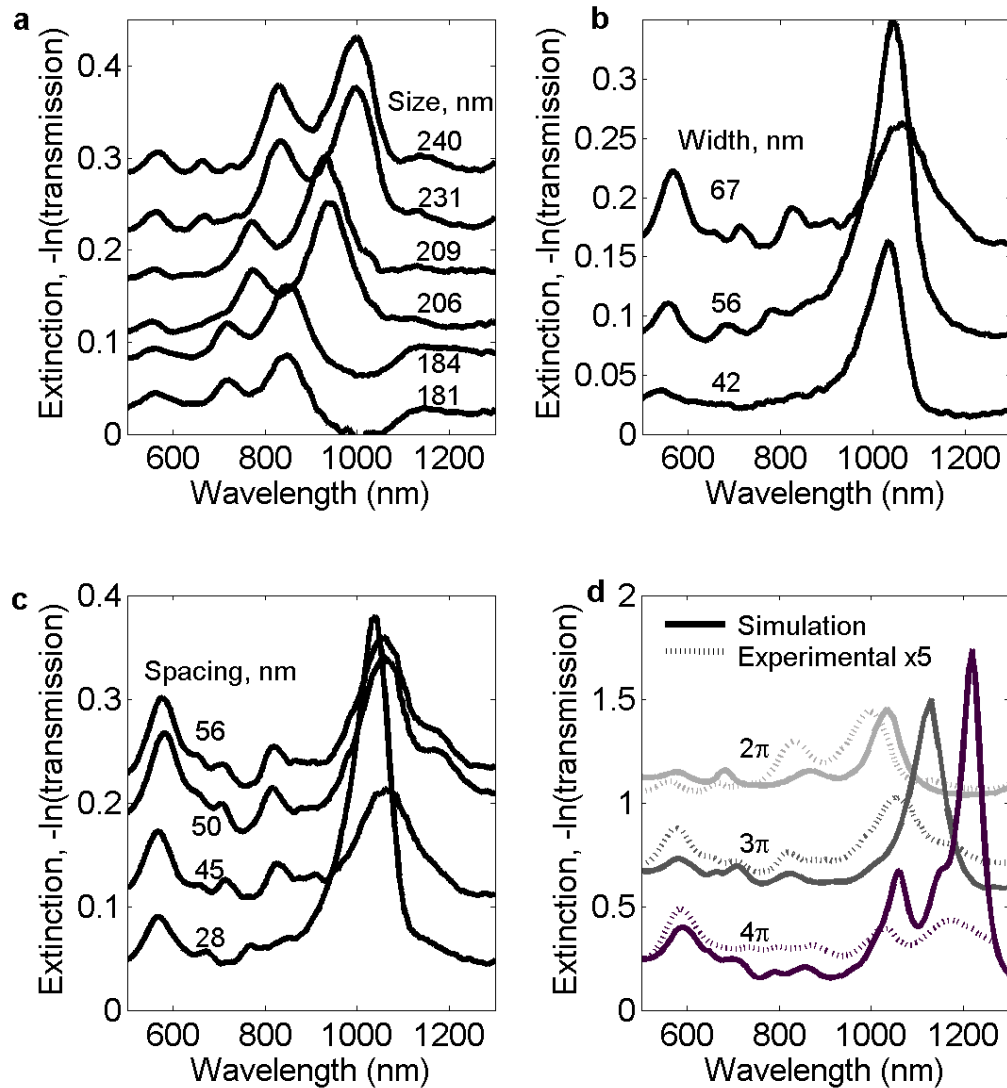 a
Extinction, -ln(transmission)
0.4
0.3
0.2
0.1
0
Size, nm
240
231
209
206
184
181
600 800 1000 1200
Wavelength (nm)
b
Extinction, -ln(transmission)
0.3
0.25
0.2
0.15
0.1
0.05
0
Width, nm
67
56
42
600 800 1000 1200
Wavelength (nm)
c
Extinction, -ln(transmission)
0.4
0.3
0.2
0.1
0
Spacing, nm
56
50
45
28
600 800 1000 1200
Wavelength (nm)
d
Extinction, -ln(transmission)
2
1.5
1
0.5
0
Simulation
Experimental x5
2π
3π
4π
600 800 1000 1200
Wavelength (nm)